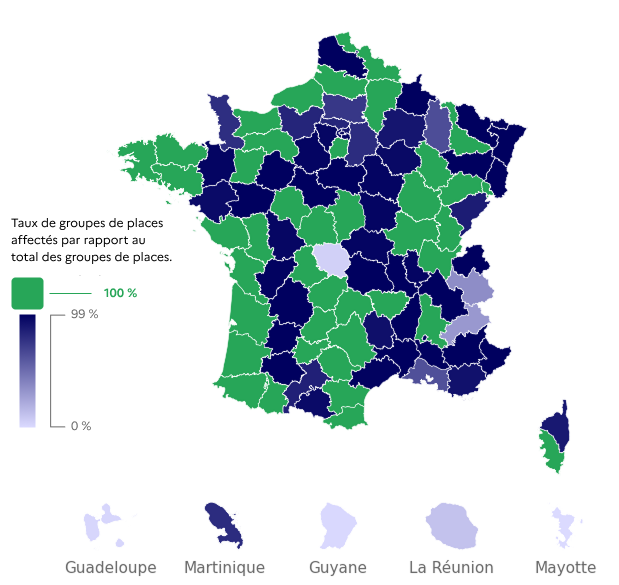 Taux de groupes de places
affectés par rapport au
total des groupes de places.
100 %
99 %
0 %
Guadeloupe
Martinique
Guyane
La Réunion
Mayotte